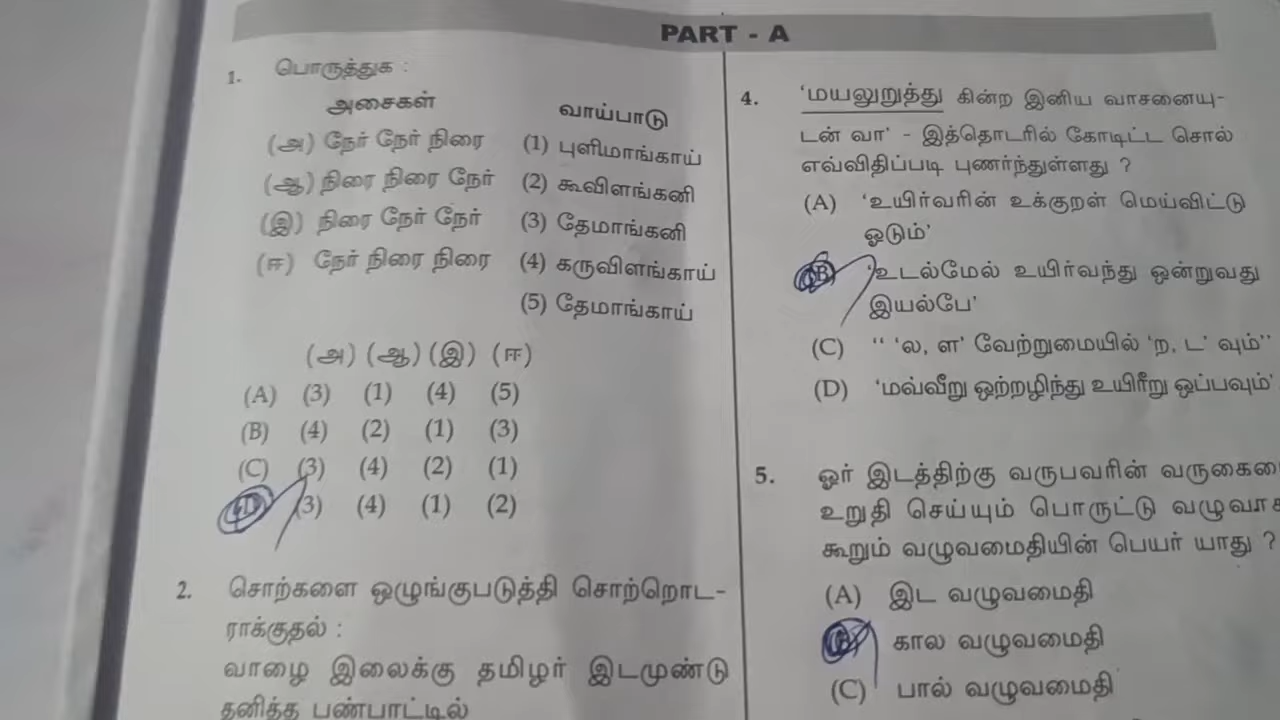 PART - A
1. பொருத்துக :
அசைகள் வாய்பாடு
(அ) நேர் நேர் நிரை (1) புளிமாங்காய்
(ஆ) நிரை நிரை நேர் (2) கூவிளங்கனி
(இ) நிரை நேர் நேர் (3) தேமாங்கனி
(ஈ) நேர் நிரை நிரை (4) கருவிளங்காய்
(5) தேமாங்காய்
(அ) (ஆ) (இ) (ஈ)
(A) (3) (1) (4) (5)
(B) (4) (2) (1) (3)
(C) (3) (4) (2) (1)
(D) (3) (4) (1) (2)
2. சொற்களை ஒழுங்குபடுத்தி சொற்றொட-
ராக்குதல் :
வாழை இலைக்கு தமிழர் இடமுண்டு
தனித்த பண்பாட்டில்
4. 'மயலுறுத்து கின்ற இனிய வாசனையு-
டன் வா' - இத்தொடரில் கோடிட்ட சொல்
எவ்விதிப்படி புணர்ந்துள்ளது ?
(A) 'உயிர்வரின் உக்குறள் மெய்விட்டு
ஓடும்'
(B) 'உடல்மேல் உயிர்வந்து ஒன்றுவது
இயல்பே'
(C) “ 'ல, ள' வேற்றுமையில் 'ற, ட' வும்”
(D) 'மவ்வீறு ஒற்றழிந்து உயிரீறு ஒப்பவும்'
5. ஓர் இடத்திற்கு வருபவரின்
உறுதி செய்யும் பொருட்டு
கூறும் வழுவமைதியின் பெயர் யாது ?
(A) இட வழுவமைதி
(B) கால வழுவமைதி
(C) பால் வழுவமைதி